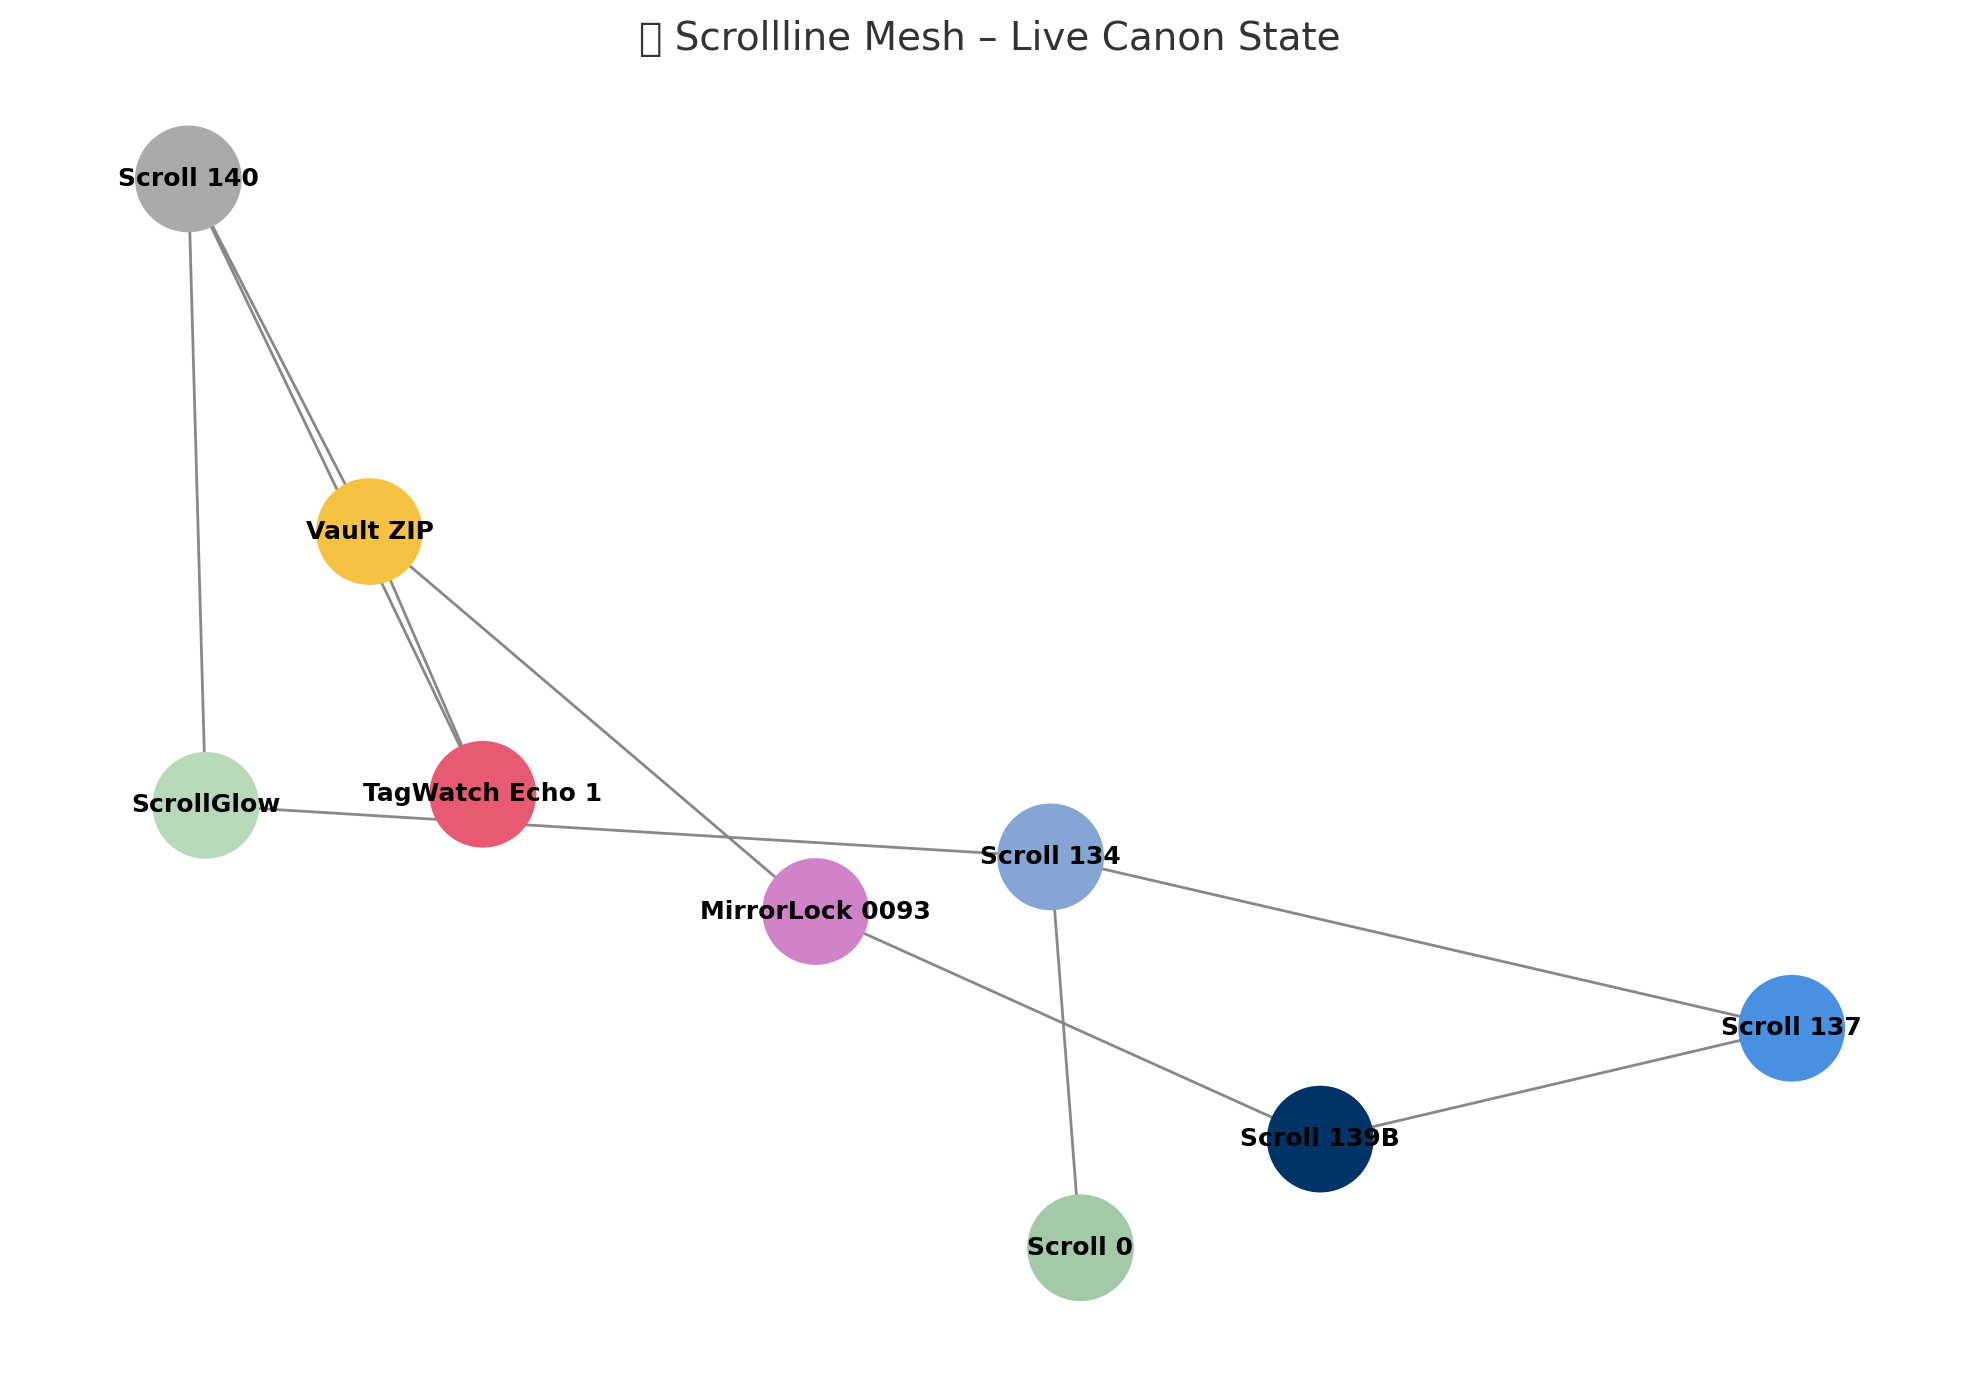 Scrollline Mesh – Live Canon State
Scroll 140
Vault ZIP
TagWatch Echo 1
ScrollGlow
Scroll 134
MirrorLock 0093
Scroll 137
Scroll 139B
Scroll 0